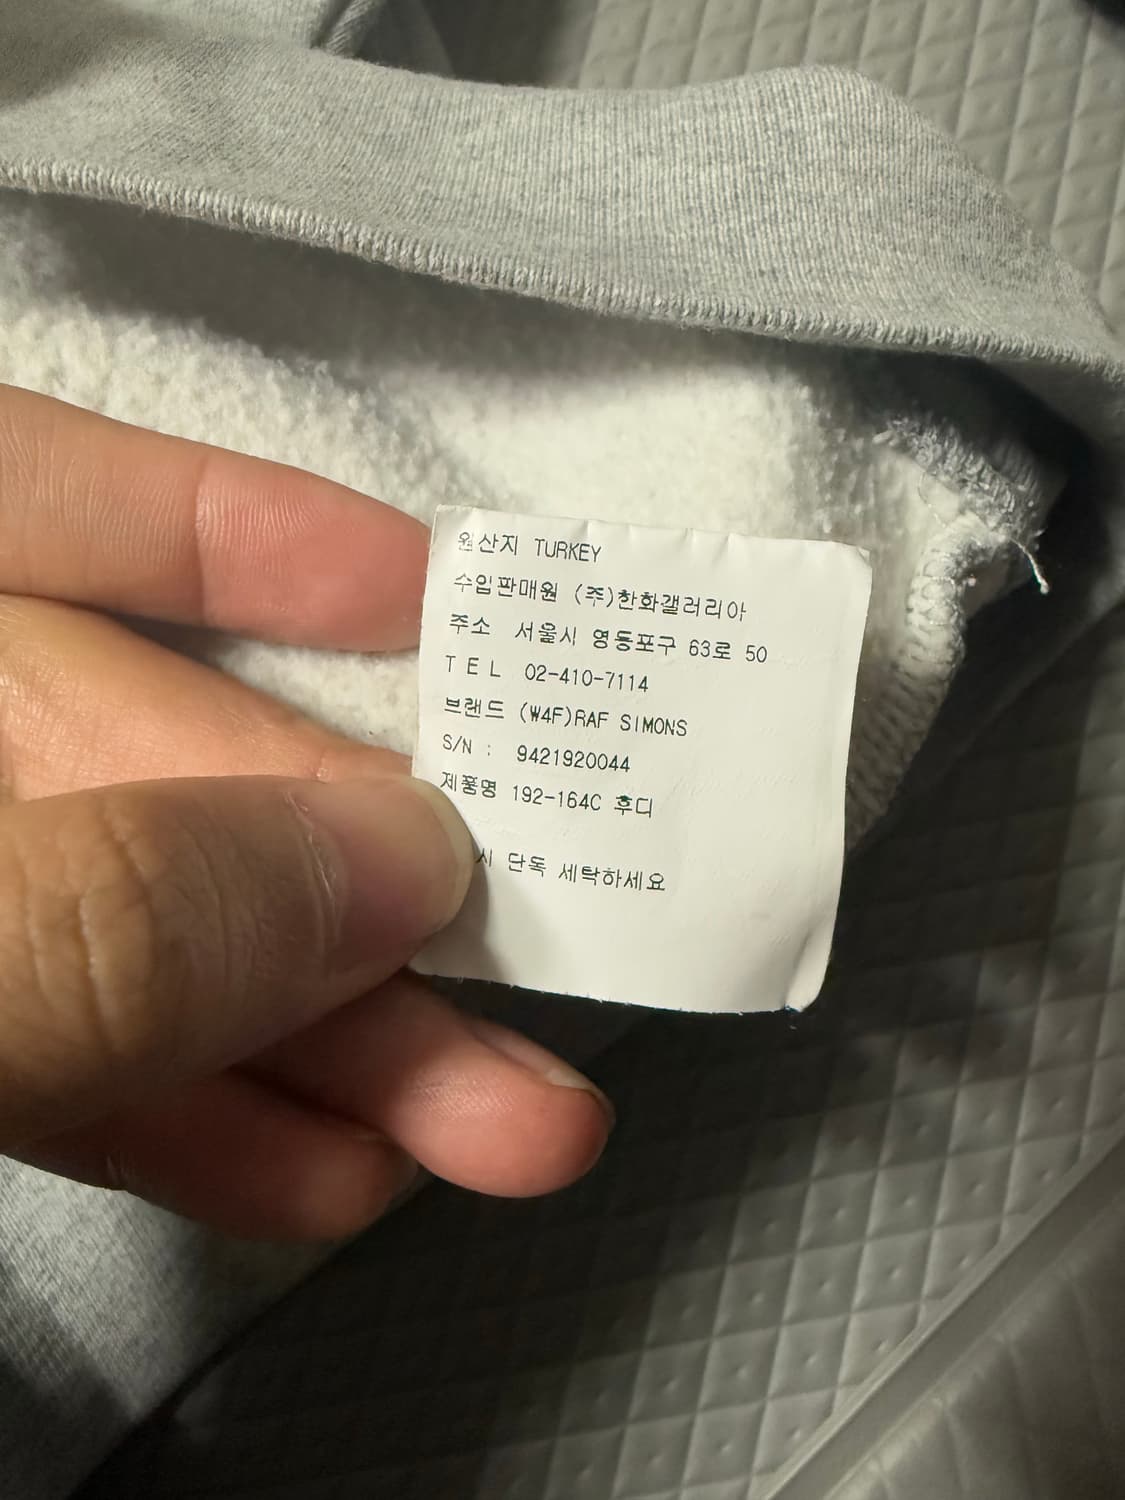 원산지 TURKEY
수입판매원 (주)한화갤러리아
주소 서울시 영등포구 63로 50
T E L 02-410-7114
브랜드 (W4F)RAF SIMONS
S/N : 9421920044
제품명 192-164C 후디
시 단독 세탁하세요